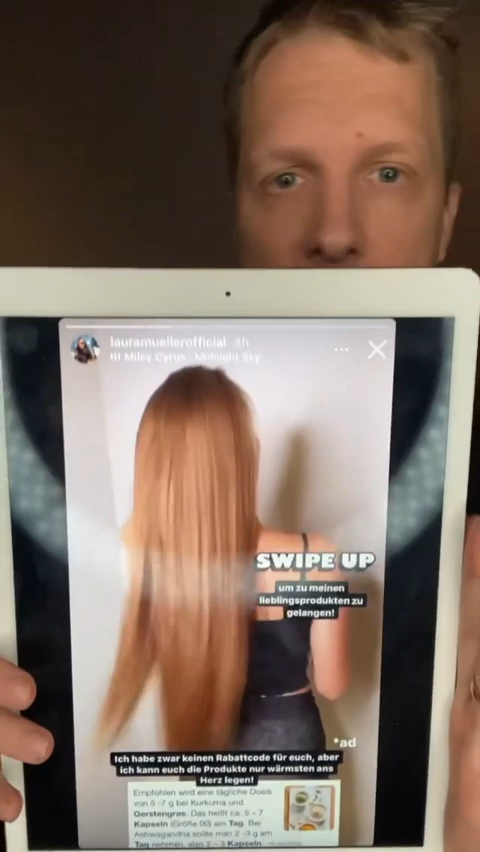 lauramuellerofficial 4h
Miley Cyrus · Midnight Sky
SWIPE UP
um zu meinen
lieblingsprodukten zu
gelangen!
*ad
Ich habe zwar keinen Rabattcode für euch, aber
ich kann euch die Produkte nur wärmsten ans
Herz legen!
Empfohlen wird eine tägliche Dosis
von 5 -7 g bei Kurkuma und
Gerstengras. Das heißt ca. 5 – 7
Kapseln (Größe 00) am Tag. Bei
Ashwagandha sollte man 2 -3 g am
Tag nehmen, also 2 – 3 Kapseln